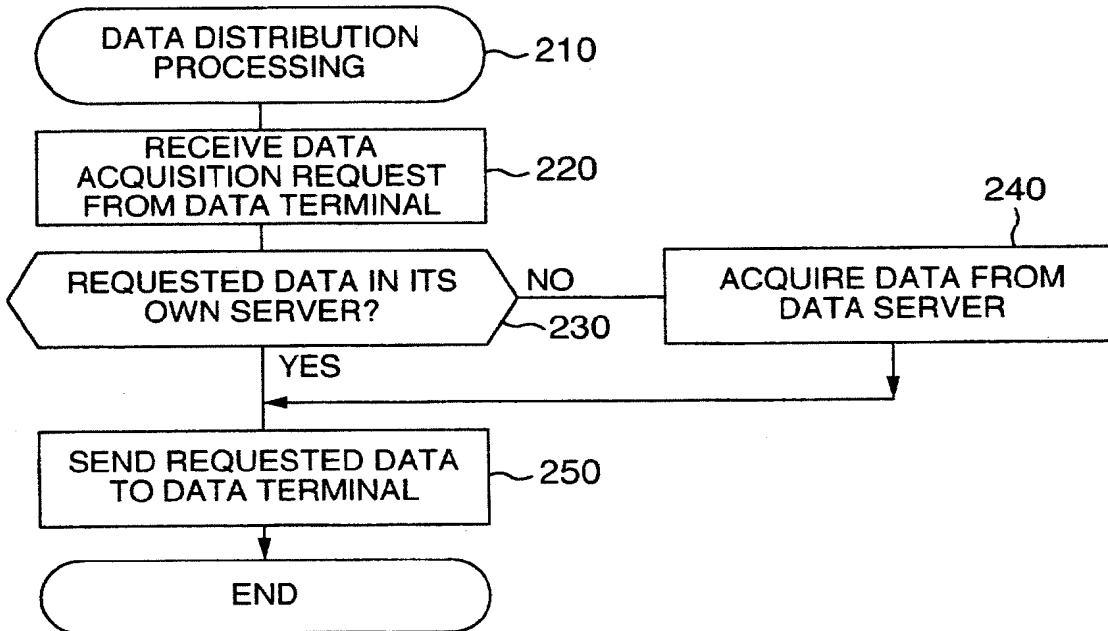 DATA DISTRIBUTION
PROCESSING
210
RECEIVE DATA
ACQUISITION REQUEST
FROM DATA TERMINAL
220
240
REQUESTED DATA IN ITS
OWN SERVER?
NO
230
ACQUIRE DATA FROM
DATA SERVER
YES
SEND REQUESTED DATA
TO DATA TERMINAL
250
END